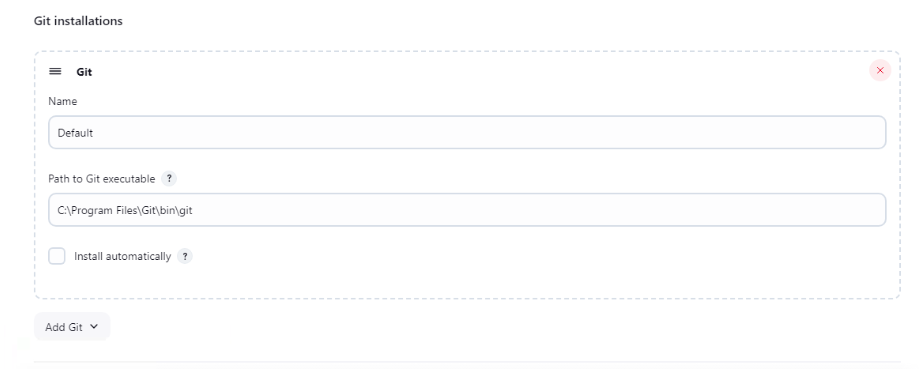 Git installations
Git
Name
Default
Path to Git executable ?
C:\Program Files\Git\bin\git
Install automatically ?
Add Git